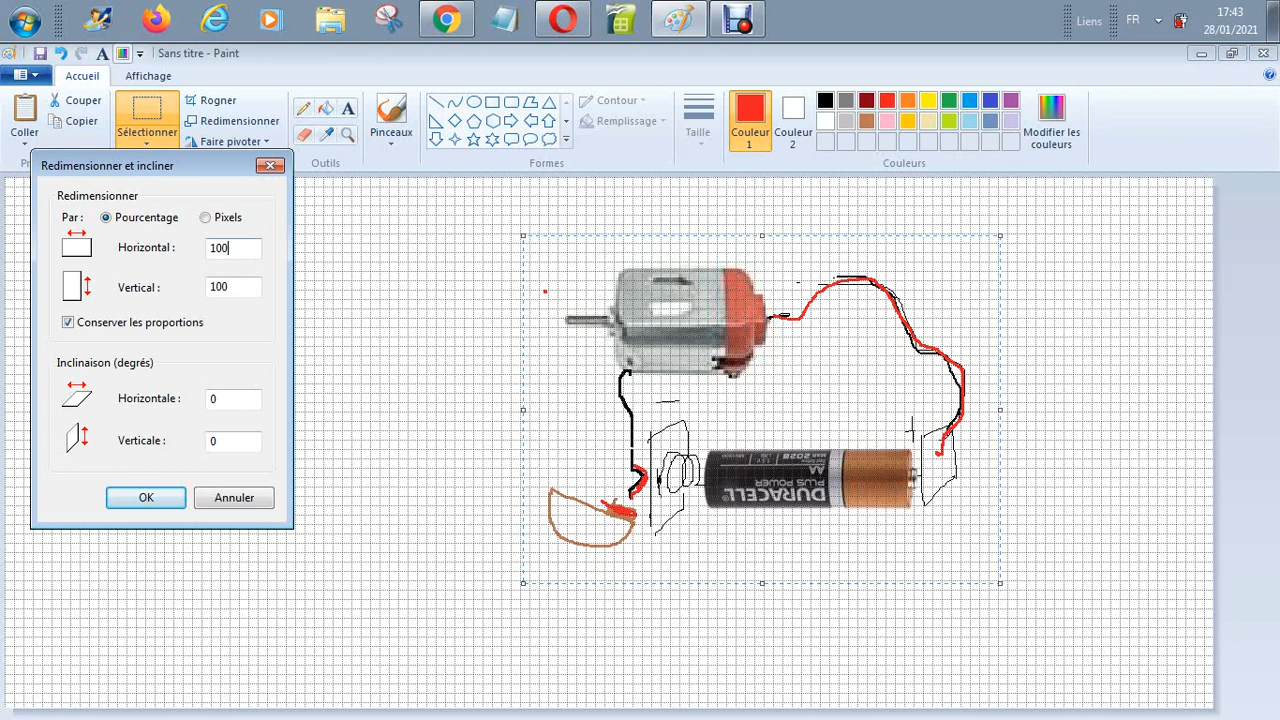 Liens FR 17:43
28/01/2021
Sans titre - Paint
Accueil Affichage
Coller
Couper
Copier
Sélectionner
Rogner
Redimensionner
Faire pivoter
Outils
Pinceaux
Formes
Contour
Remplissage
Taille
Couleur 1
Couleur 2
Modifier les couleurs
Couleurs
Redimensionner et incliner
Redimensionner
Par : Pourcentage Pixels
Horizontal : 100
Vertical : 100
Conserver les proportions
Inclinaison (degrés)
Horizontale : 0
Verticale : 0
OK Annuler
+
DURACELL
PLUS POWER
AA
MAR 2028